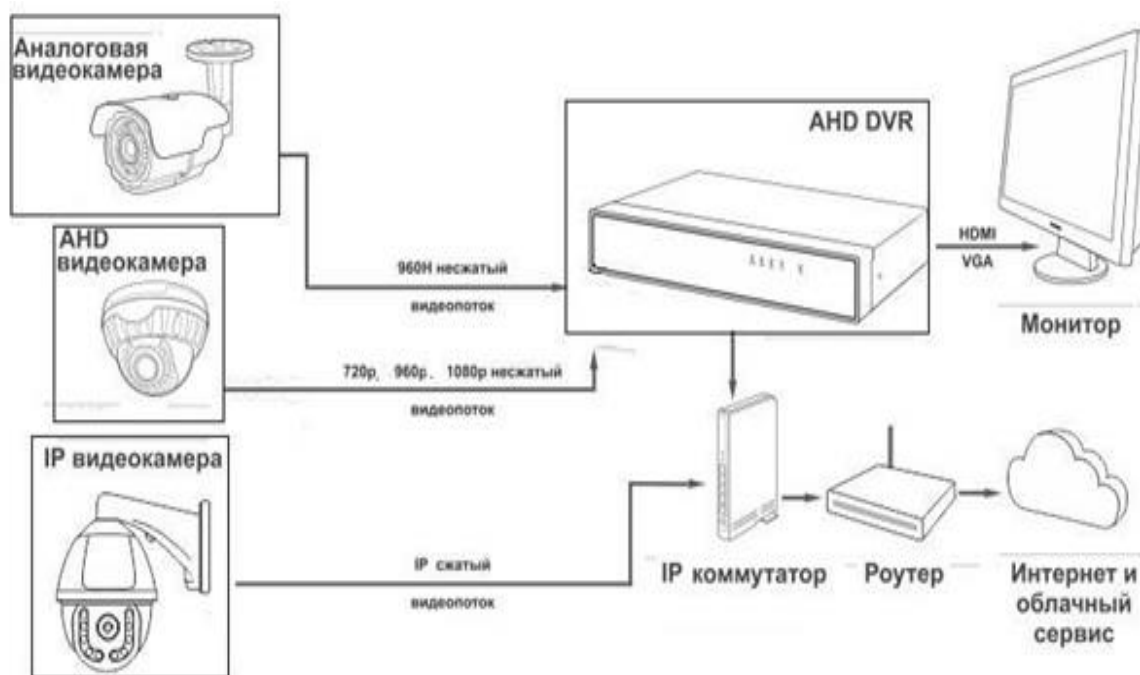 Аналоговая
видеокамера
AHD DVR
HDMI
VGA
Монитор
AHD
видеокамера
960H несжатый
видеопоток
720p, 960p. 1080p несжатый
видеопоток
IP видеокамера
IP сжатый
видеопоток
IP коммутатор
Роутер
Интернет и
облачный
сервис